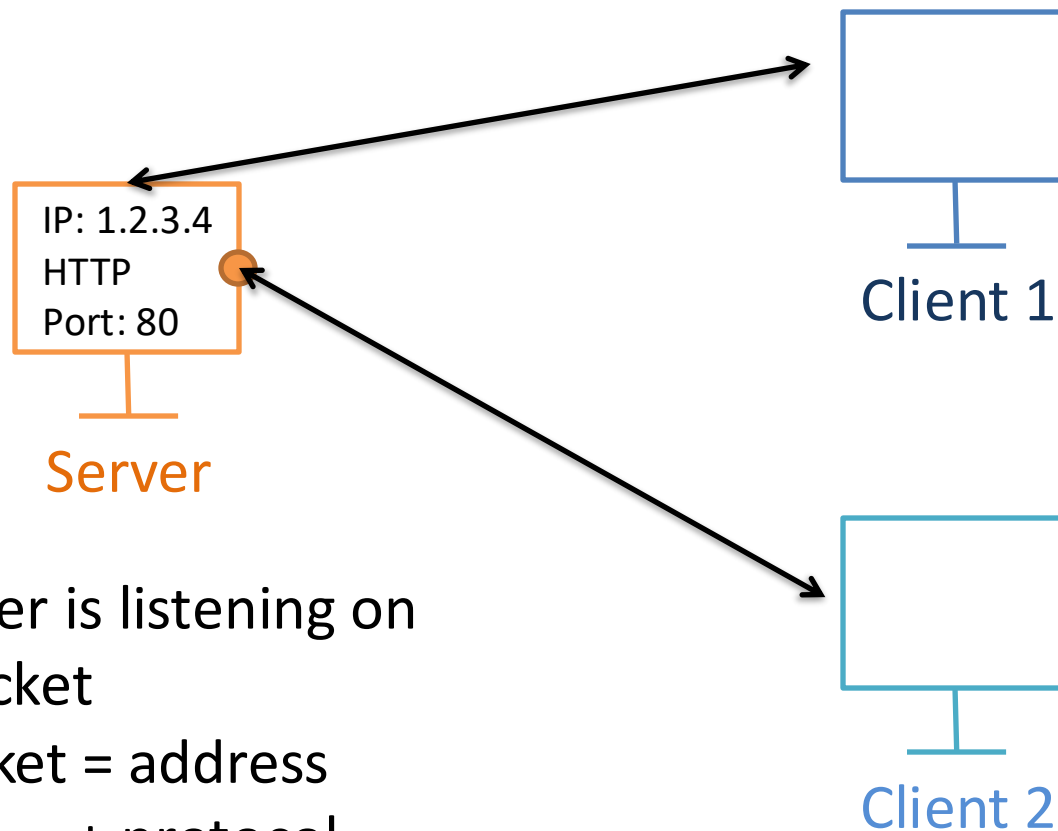 IP: 1.2.3.4
HTTP
Port: 80
Server
Client 1
er is listening on
cket
ket = address
+ protocol
Client 2